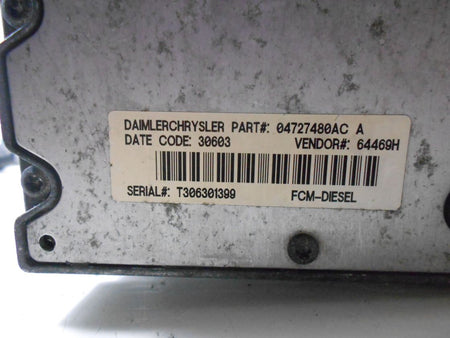 DAIMLERCHRYSLER PART#: 04727480AC A
DATE CODE: 30603 VENDOR#: 64469H
SERIAL#: T306301399 FCM-DIESEL